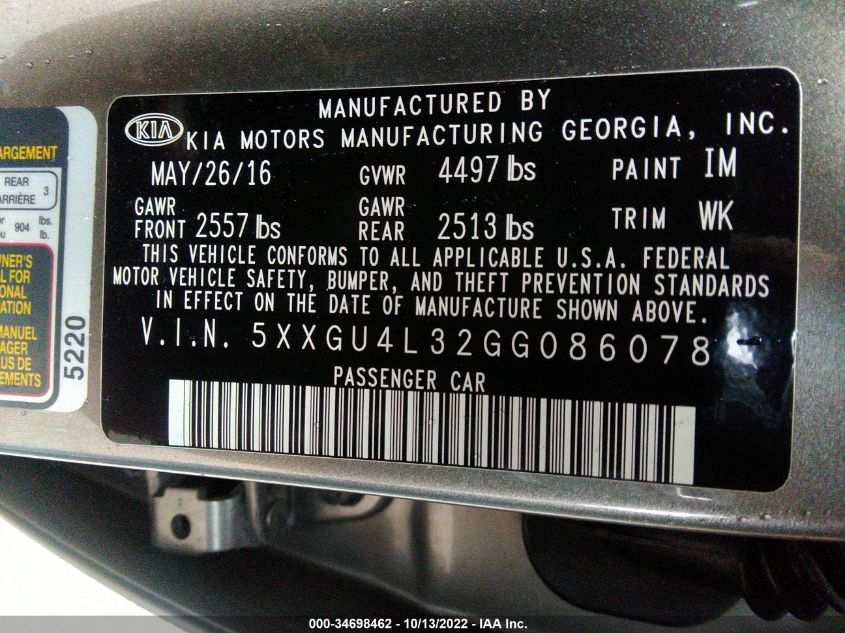 MANUFACTURED BY
KIA KIA MOTORS MANUFACTURING GEORGIA, INC.
MAY/26/16 GVWR 4497 lbs PAINT IM
GAWR FRONT 2557 lbs GAWR REAR 2513 lbs TRIM WK
THIS VEHICLE CONFORMS TO ALL APPLICABLE U.S.A. FEDERAL
MOTOR VEHICLE SAFETY, BUMPER, AND THEFT PREVENTION STANDARDS
IN EFFECT ON THE DATE OF MANUFACTURE SHOWN ABOVE.
V.I.N. 5XXGU4L32GG086078
PASSENGER CAR
REAR 3
904 lbs.
lb.
MANUEL
5220
000-34698462 - 10/13/2022 - IAA Inc.